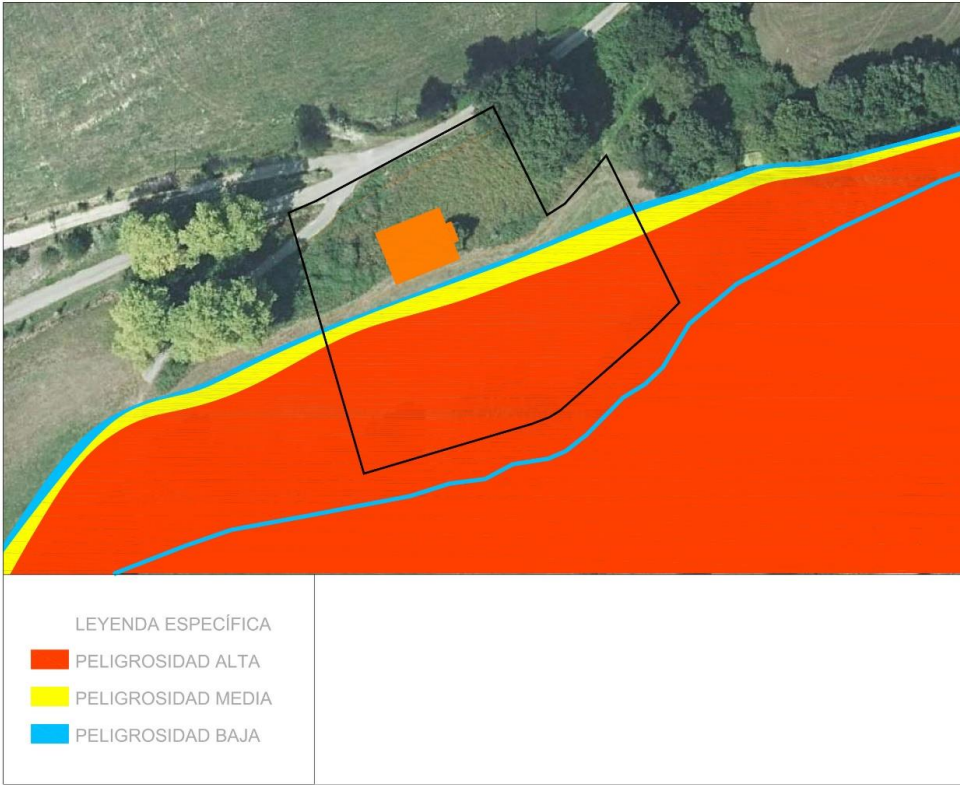 LEYENDA ESPECÍFICA
PELIGROSIDAD ALTA
PELIGROSIDAD MEDIA
PELIGROSIDAD BAJA